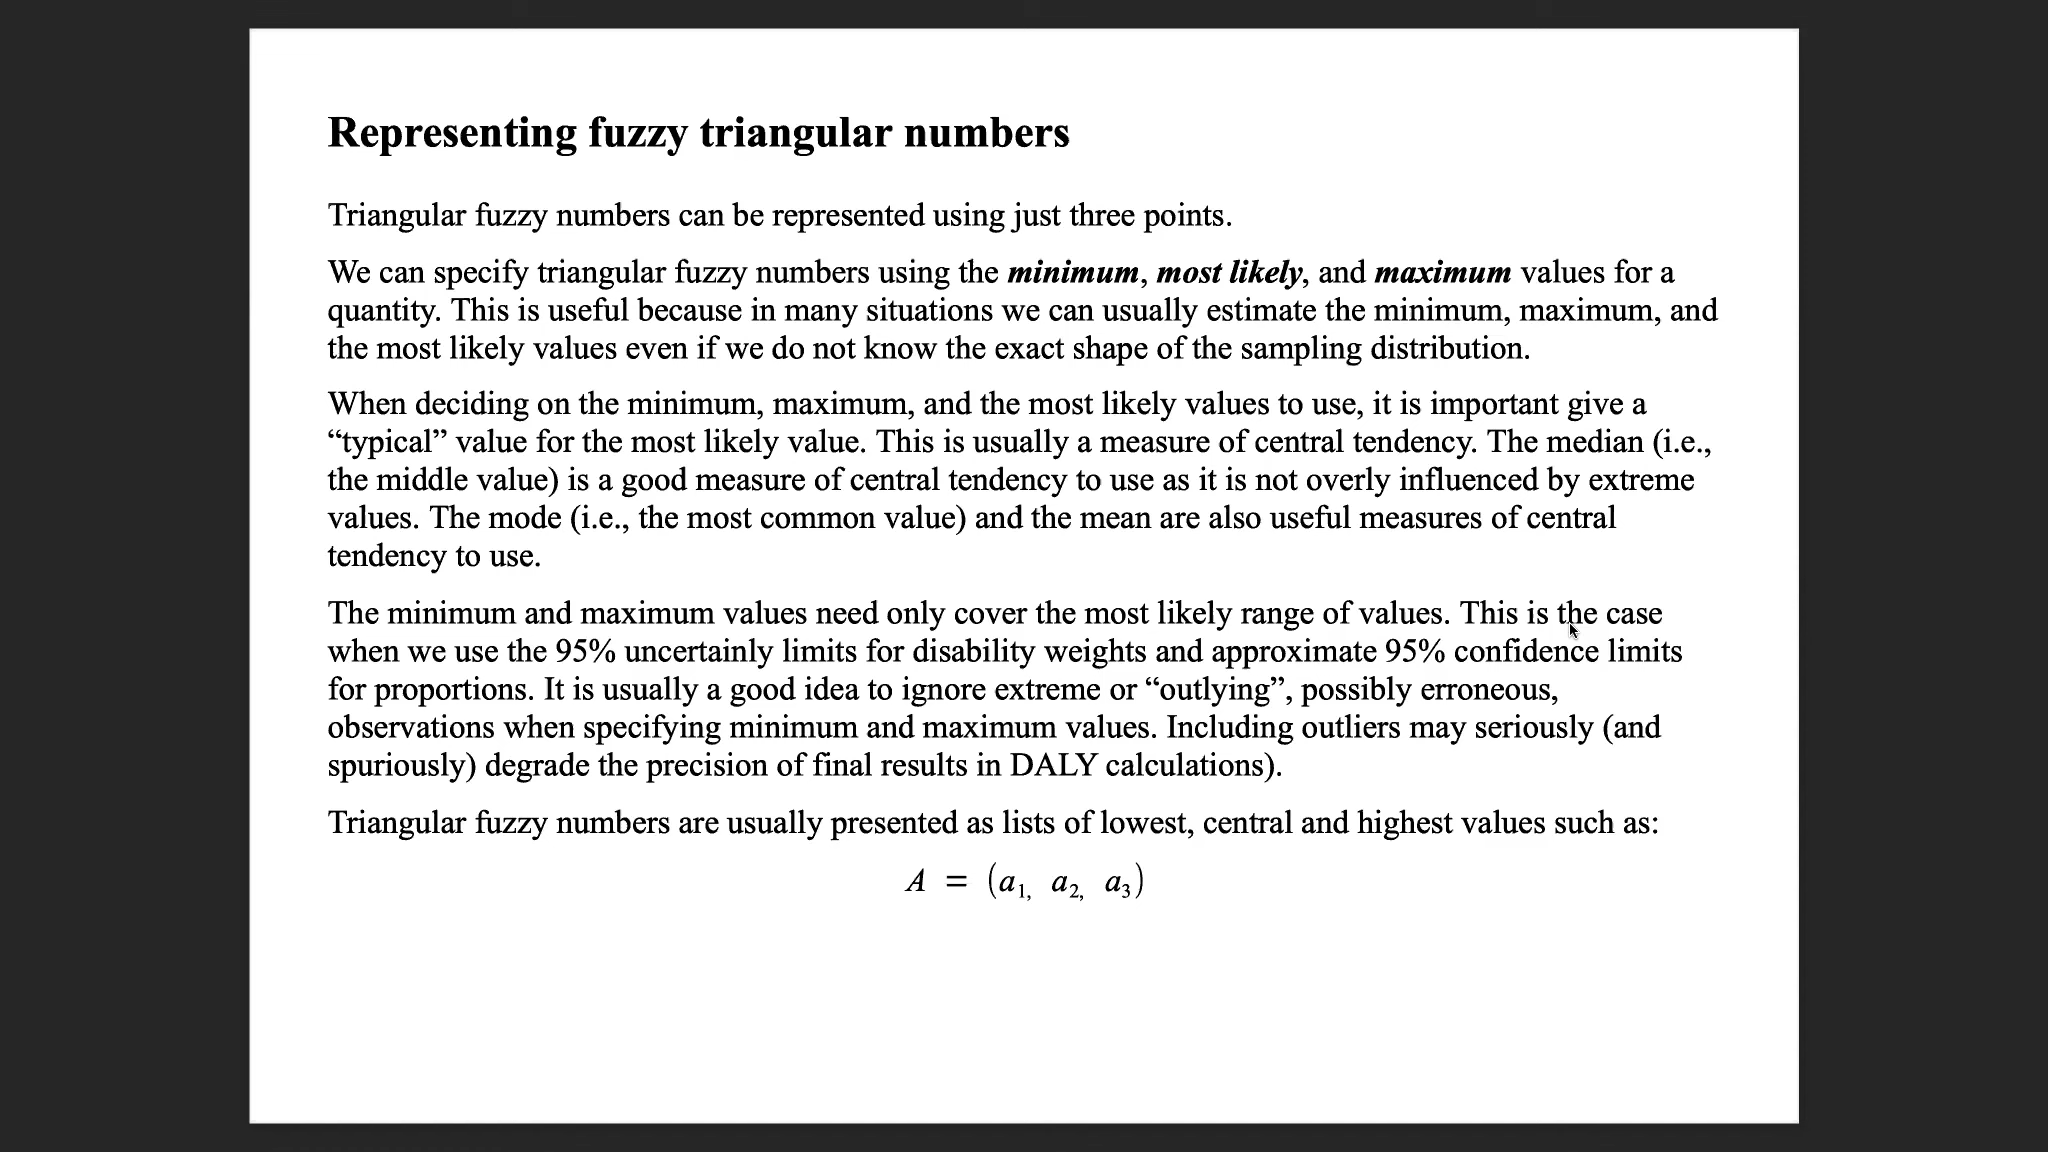 Representing fuzzy triangular numbers
Triangular fuzzy numbers can be represented using just three points.
We can specify triangular fuzzy numbers using the minimum, most likely, and maximum values for a
quantity. This is useful because in many situations we can usually estimate the minimum, maximum, and
the most likely values even if we do not know the exact shape of the sampling distribution.
When deciding on the minimum, maximum, and the most likely values to use, it is important give a
“typical” value for the most likely value. This is usually a measure of central tendency. The median (i.e.,
the middle value) is a good measure of central tendency to use as it is not overly influenced by extreme
values. The mode (i.e., the most common value) and the mean are also useful measures of central
tendency to use.
The minimum and maximum values need only cover the most likely range of values. This is the case
when we use the 95% uncertainly limits for disability weights and approximate 95% confidence limits
for proportions. It is usually a good idea to ignore extreme or “outlying”, possibly erroneous,
observations when specifying minimum and maximum values. Including outliers may seriously (and
spuriously) degrade the precision of final results in DALY calculations).
Triangular fuzzy numbers are usually presented as lists of lowest, central and highest values such as:
A = (a₁, a₂, a₃)